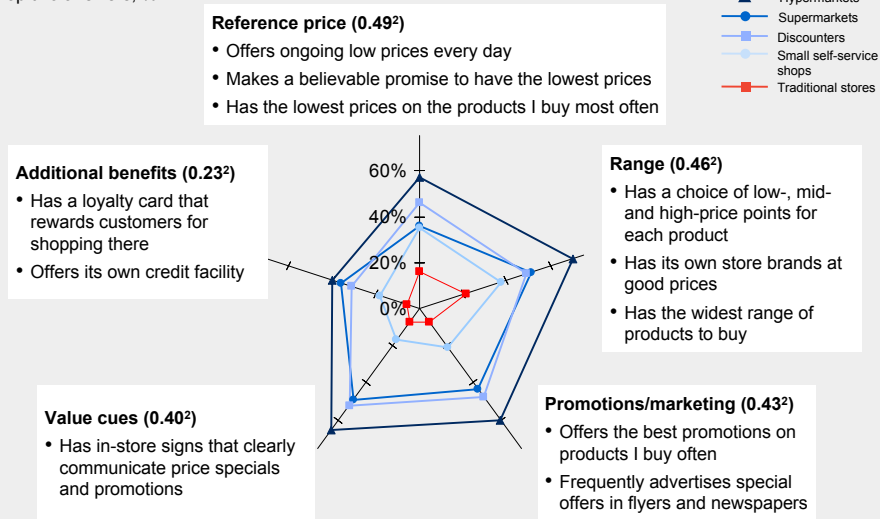 Hypermarkets
Supermarkets
Discounters
Small self-service
shops
Traditional stores
Reference price (0.49²)
• Offers ongoing low prices every day
• Makes a believable promise to have the lowest prices
• Has the lowest prices on the products I buy most often
Additional benefits (0.23²)
• Has a loyalty card that
rewards customers for
shopping there
• Offers its own credit facility
60%
40%
20%
0%
Range (0.46²)
• Has a choice of low-, mid-
and high-price points for
each product
• Has its own store brands at
good prices
• Has the widest range of
products to buy
Value cues (0.40²)
• Has in-store signs that clearly
communicate price specials
and promotions
Promotions/marketing (0.43²)
• Offers the best promotions on
products I buy often
• Frequently advertises special
offers in flyers and newspapers